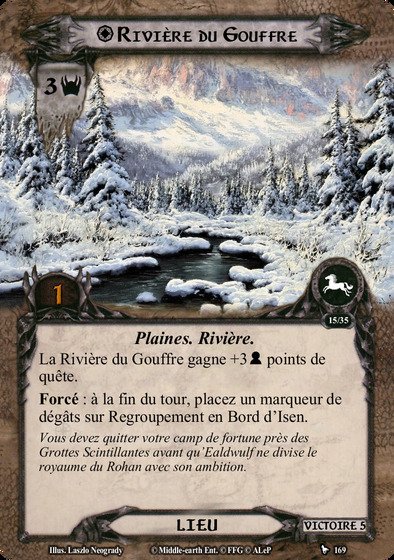 Rivière du Gouffre
3
1
15/35
Plaines. Rivière.
La Rivière du Gouffre gagne +3 points de
quête.
Forcé : à la fin du tour, placez un marqueur de
dégâts sur Regroupement en Bord d'Isen.
Vous devez quitter votre camp de fortune près des
Grottes Scintillantes avant qu'Ealdwulf ne divise le
royaume du Rohan avec son ambition.
LIEU
VICTOIRE 5
Illus. Laszlo Neogrady
© Middle-earth Ent. © FFG © ALeP
169